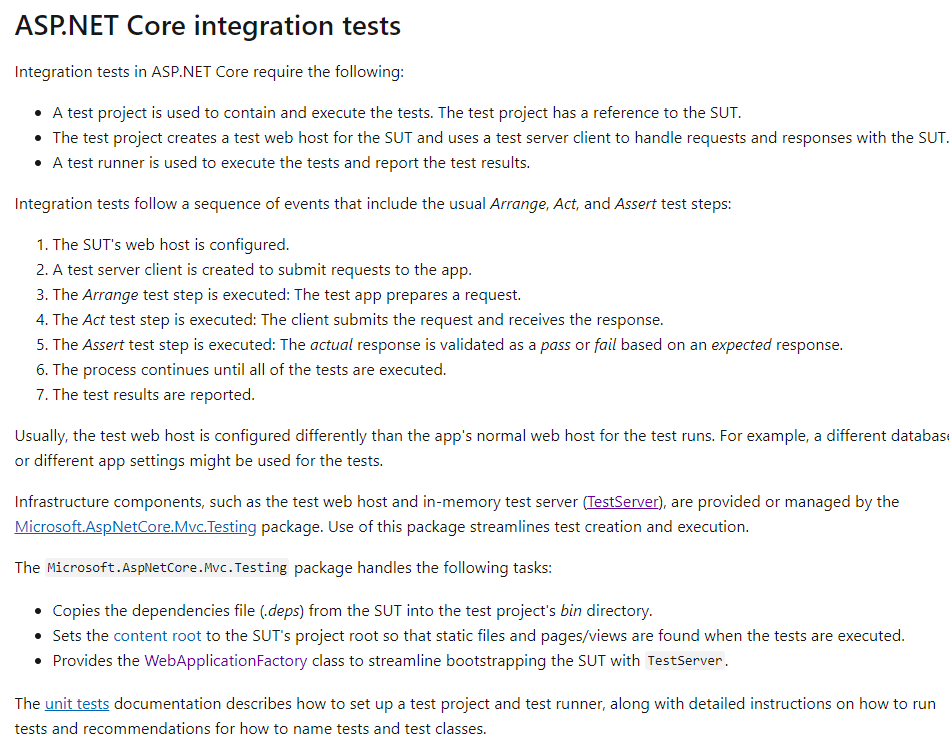 ASP.NET Core integration tests
Integration tests in ASP.NET Core require the following:
• A test project is used to contain and execute the tests. The test project has a reference to the SUT.
• The test project creates a test web host for the SUT and uses a test server client to handle requests and responses with the SUT.
• A test runner is used to execute the tests and report the test results.
Integration tests follow a sequence of events that include the usual Arrange, Act, and Assert test steps:
1. The SUT's web host is configured.
2. A test server client is created to submit requests to the app.
3. The Arrange test step is executed: The test app prepares a request.
4. The Act test step is executed: The client submits the request and receives the response.
5. The Assert test step is executed: The actual response is validated as a pass or fail based on an expected response.
6. The process continues until all of the tests are executed.
7. The test results are reported.
Usually, the test web host is configured differently than the app's normal web host for the test runs. For example, a different database
or different app settings might be used for the tests.
Infrastructure components, such as the test web host and in-memory test server (TestServer), are provided or managed by the
Microsoft.AspNetCore.Mvc.Testing package. Use of this package streamlines test creation and execution.
The Microsoft.AspNetCore.Mvc.Testing package handles the following tasks:
• Copies the dependencies file (.deps) from the SUT into the test project's bin directory.
• Sets the content root to the SUT's project root so that static files and pages/views are found when the tests are executed.
• Provides the WebApplicationFactory class to streamline bootstrapping the SUT with TestServer.
The unit tests documentation describes how to set up a test project and test runner, along with detailed instructions on how to run
tests and recommendations for how to name tests and test classes.